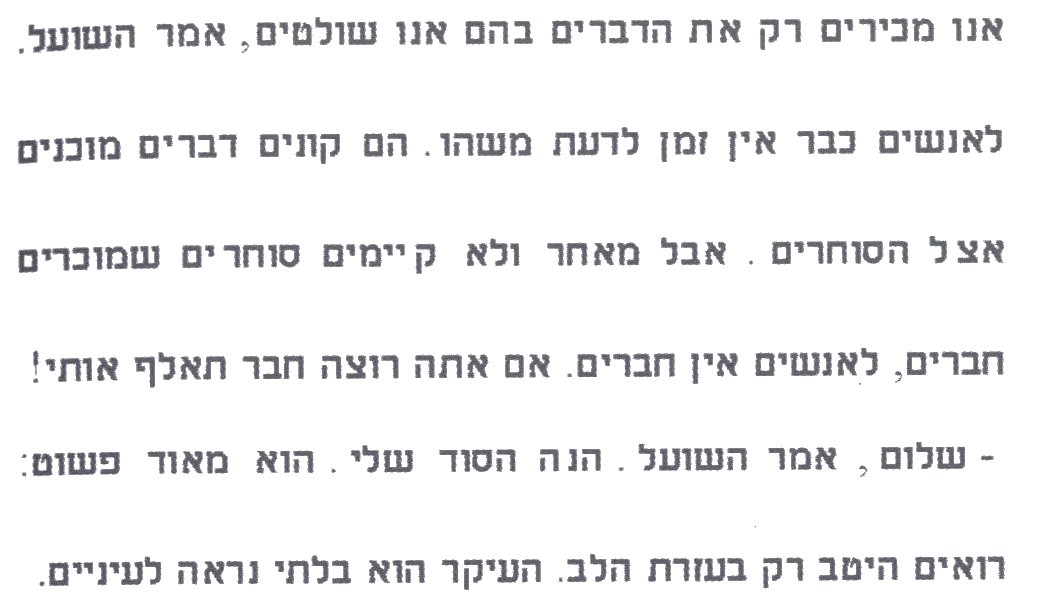 אנו מכירים רק את הדברים בהם אנו שולטים, אמר השועל.
לאנשים כבר אין זמן לדעת משהו. הם קונים דברים מוכנים
אצל הסוחרים. אבל מאחר ולא קיימים סוחרים שמוכרים
חברים, לאנשים אין חברים. אם אתה רוצה חבר תאלף אותי!
- שלום, אמר השועל. הנה הסוד שלי. הוא מאוד פשוט:
רואים היטב רק בעזרת הלב. העיקר הוא בלתי נראה לעיניים.